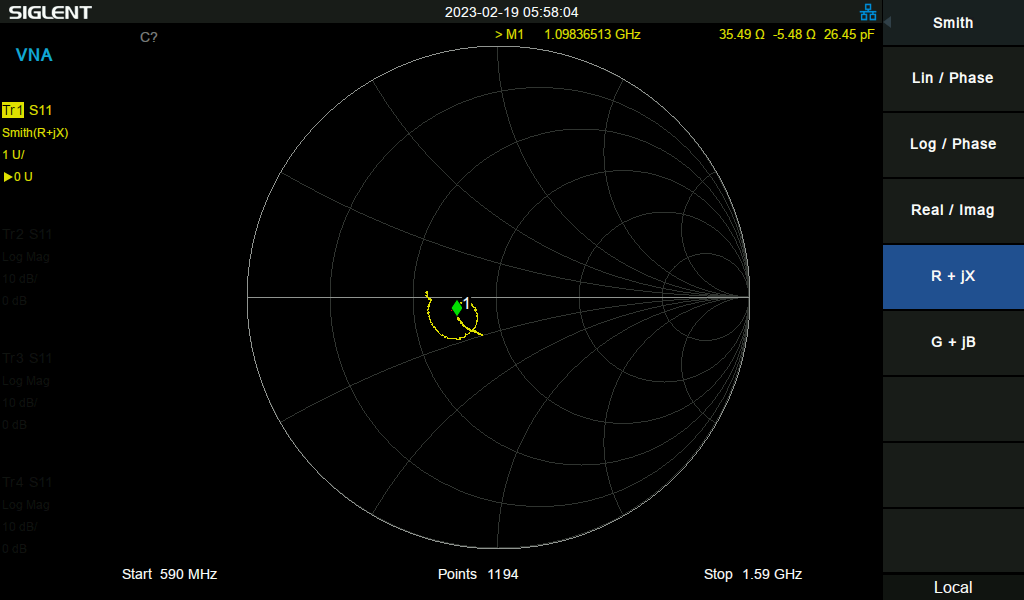 SIGLENT 2023-02-19 05:58:04
C? > M1 1.09836513 GHz 35.49 Ω -5.48 Ω 26.45 pF
VNA
Tr1 S11
Smith(R+jX)
1 U/
▶0 U
Tr2 S11
Log Mag
10 dB/
0 dB
Tr3 S11
Log Mag
10 dB/
0 dB
Tr4 S11
Log Mag
10 dB/
0 dB
1
Start 590 MHz Points 1194 Stop 1.59 GHz
Smith
Lin / Phase
Log / Phase
Real / Imag
R + jX
G + jB
Local